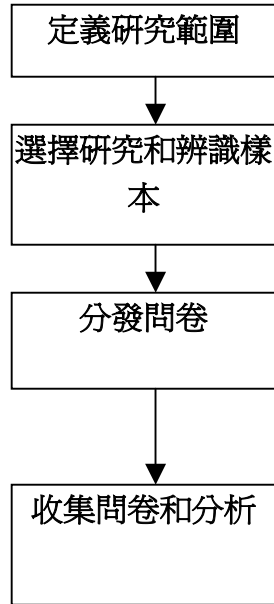 定義研究範圍
選擇研究和辨識樣
本
分發問卷
收集問卷和分析